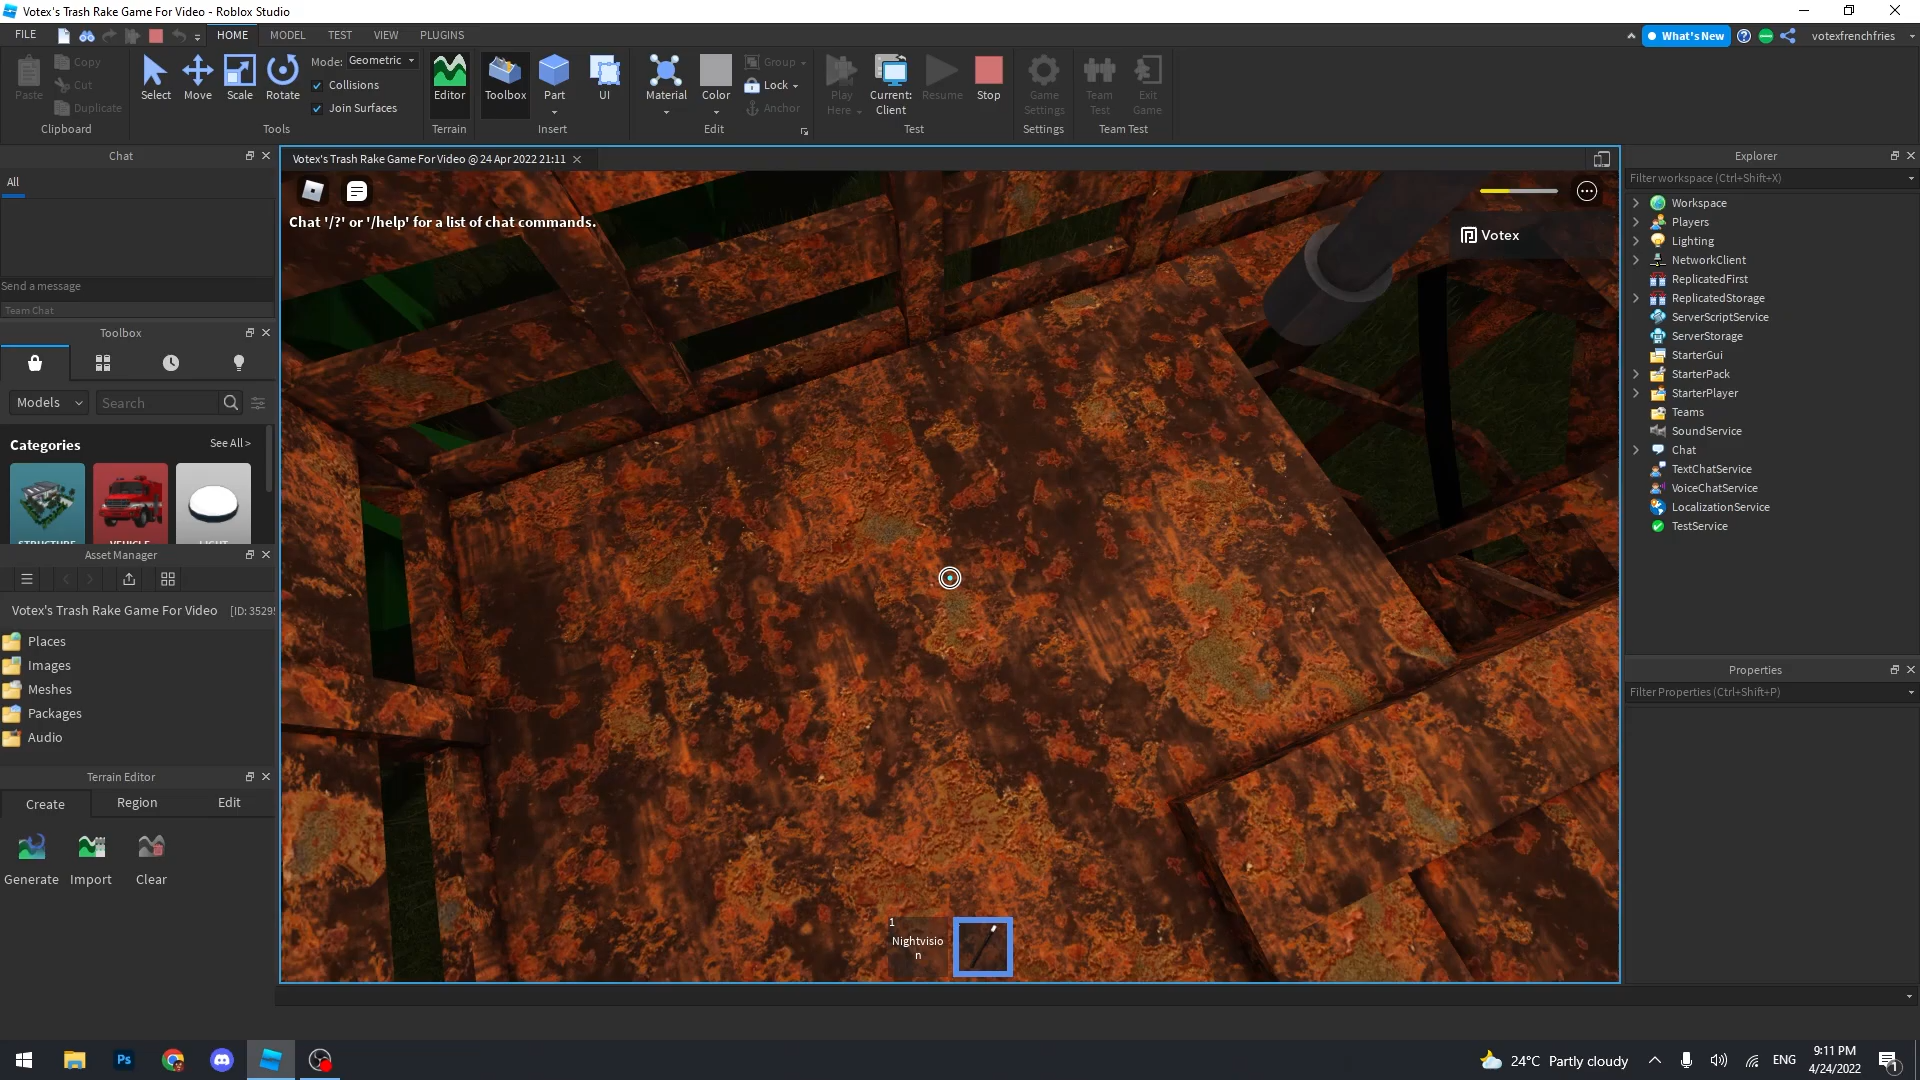 Votex's Trash Rake Game For Video - Roblox Studio
FILE
HOME
MODEL
TEST
VIEW
PLUGINS
What's New
votexfrenchfries
Paste
Copy
Cut
Duplicate
Clipboard
Select
Move
Scale
Rotate
Mode:
Geometric
Collisions
Join Surfaces
Tools
Editor
Terrain
Toolbox
Part
UI
Insert
Material
Color
Group
Lock
Anchor
Edit
Play
Here
Current:
Client
Resume
Stop
Test
Game
Settings
Settings
Team
Test
Exit
Game
Team Test
Chat
All
Send a message
Team Chat
Toolbox
Models
Search
Categories
See All >
STRUCTURE
VEHICLE
LIGHT
Asset Manager
Votex's Trash Rake Game For Video
[ID: 3529
Places
Images
Meshes
Packages
Audio
Terrain Editor
Create
Region
Edit
Generate
Import
Clear
Votex's Trash Rake Game For Video @ 24 Apr 2022 21:11
Chat '/?' or '/help' for a list of chat commands.
Votex
1
Nightvisio
n
Explorer
Filter workspace (Ctrl+Shift+X)
Workspace
Players
Lighting
NetworkClient
ReplicatedFirst
ReplicatedStorage
ServerScriptService
ServerStorage
StarterGui
StarterPack
StarterPlayer
Teams
SoundService
Chat
TextChatService
VoiceChatService
LocalizationService
TestService
Properties
Filter Properties (Ctrl+Shift+P)
Ps
24°C Partly cloudy
ENG
9:11 PM
4/24/2022
1